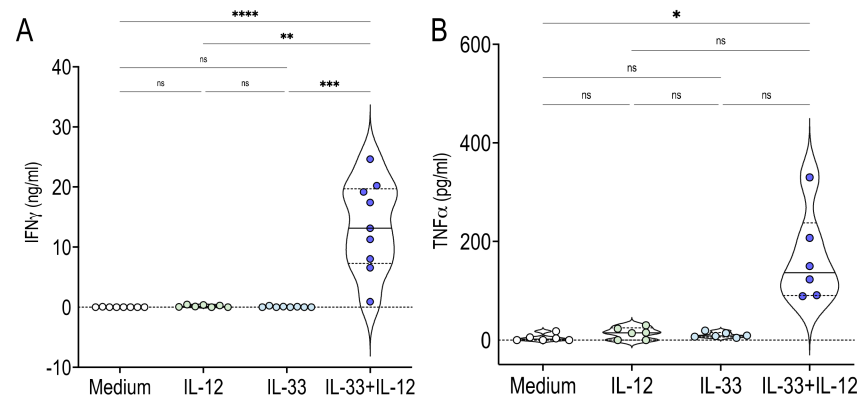 A
****
**
ns
ns ns ***
IFNγ (ng/ml)
40
30
20
10
0
-10
Medium IL-12 IL-33 IL-33+IL-12
B
*
ns
ns
ns ns ns
TNFα (pg/ml)
600
400
200
0
Medium IL-12 IL-33 IL-33+IL-12